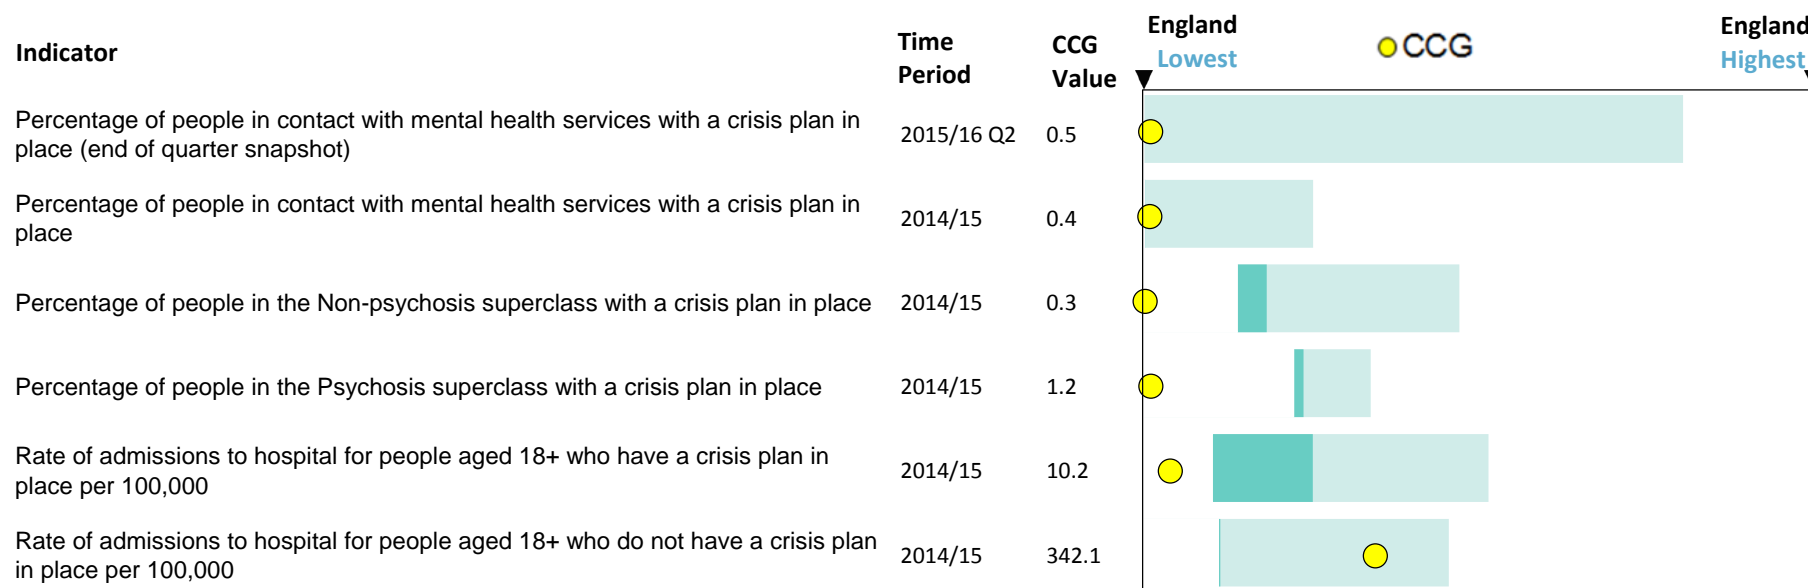 Indicator
Time
Period
CCG
Value
England
Lowest
CCG
England
Highest
Percentage of people in contact with mental health services with a crisis plan in
place (end of quarter snapshot)
2015/16 Q2
0.5
Percentage of people in contact with mental health services with a crisis plan in
place
2014/15
0.4
Percentage of people in the Non-psychosis superclass with a crisis plan in place
2014/15
0.3
Percentage of people in the Psychosis superclass with a crisis plan in place
2014/15
1.2
Rate of admissions to hospital for people aged 18+ who have a crisis plan in
place per 100,000
2014/15
10.2
Rate of admissions to hospital for people aged 18+ who do not have a crisis plan
in place per 100,000
2014/15
342.1